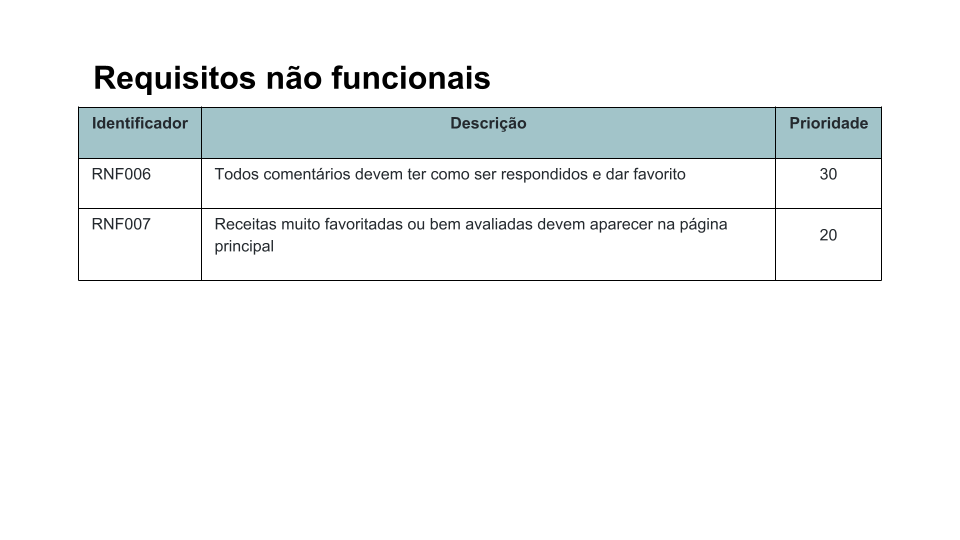 Requisitos não funcionais
Identificador Descrição Prioridade
RNF006 Todos comentários devem ter como ser respondidos e dar favorito 30
RNF007 Receitas muito favoritadas ou bem avaliadas devem aparecer na página
principal 20